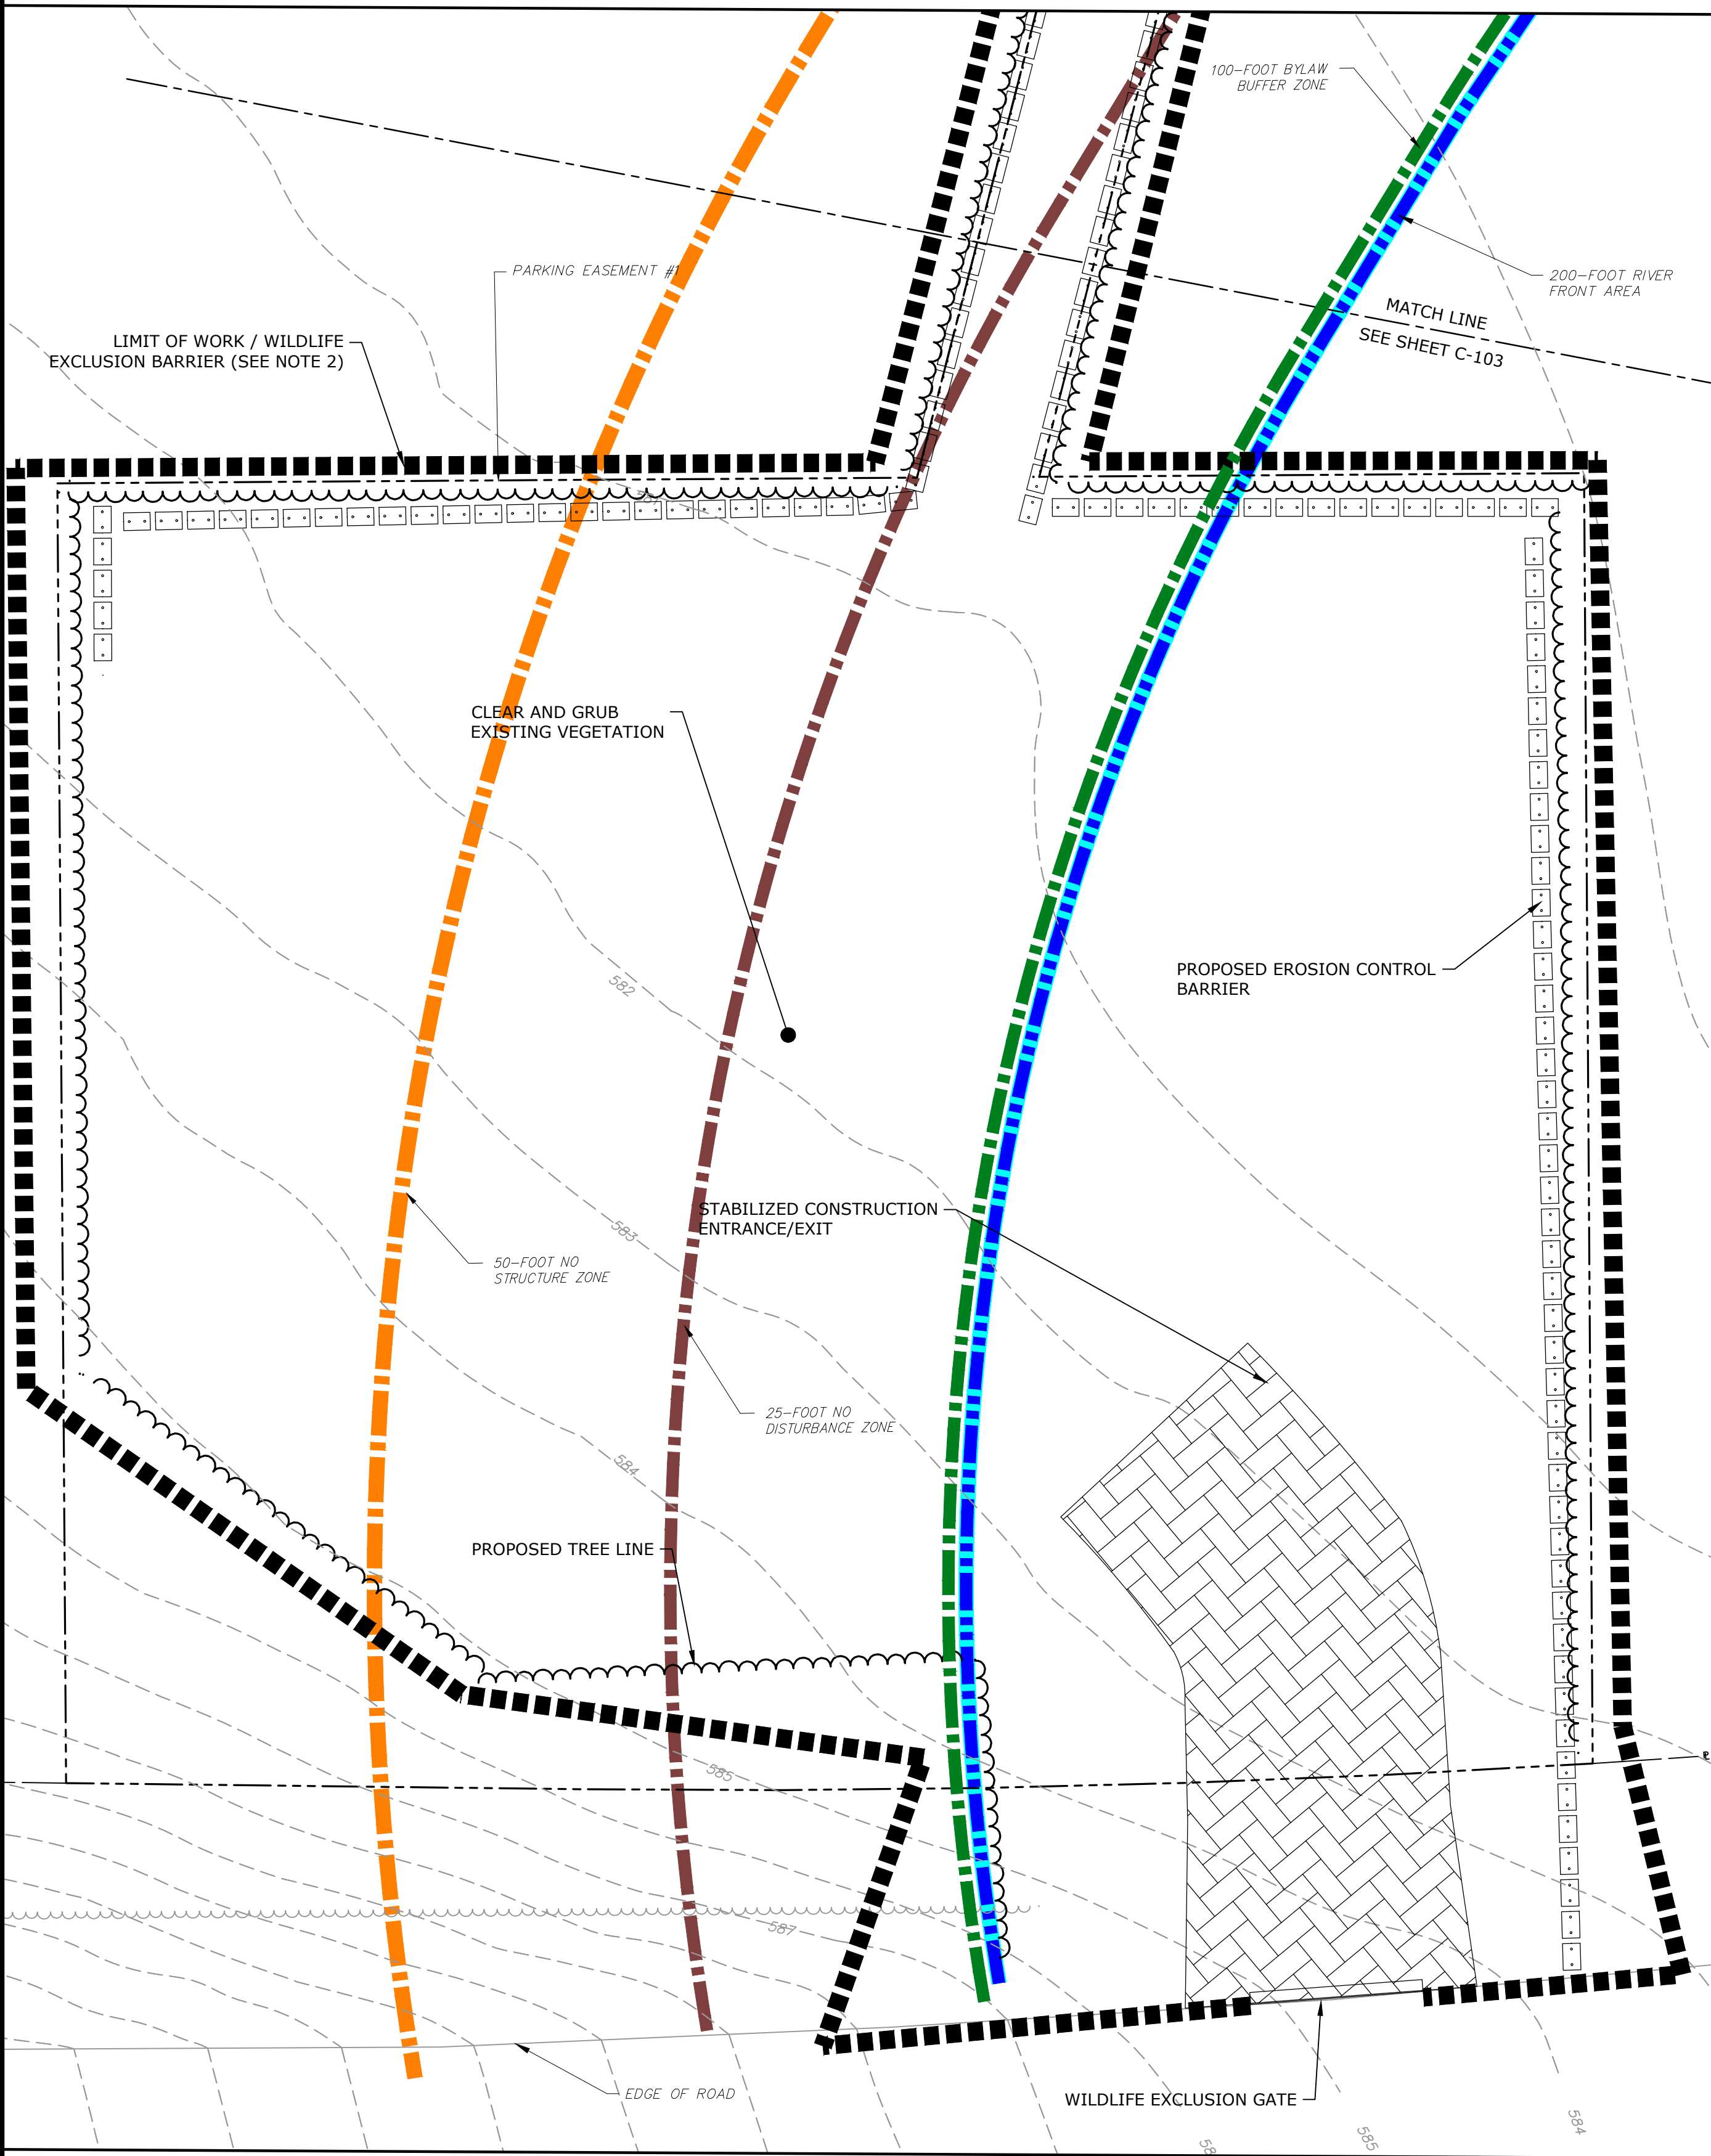 100-FOOT BYLAW
BUFFER ZONE
PARKING EASEMENT #1
200-FOOT RIVER
FRONT AREA
MATCH LINE
SEE SHEET C-103
LIMIT OF WORK / WILDLIFE
EXCLUSION BARRIER (SEE NOTE 2)
CLEAR AND GRUB
EXISTING VEGETATION
PROPOSED EROSION CONTROL
BARRIER
582
STABILIZED CONSTRUCTION
ENTRANCE/EXIT
583
50-FOOT NO
STRUCTURE ZONE
25-FOOT NO
DISTURBANCE ZONE
584
PROPOSED TREE LINE
585
587
EDGE OF ROAD
WILDLIFE EXCLUSION GATE
584
585